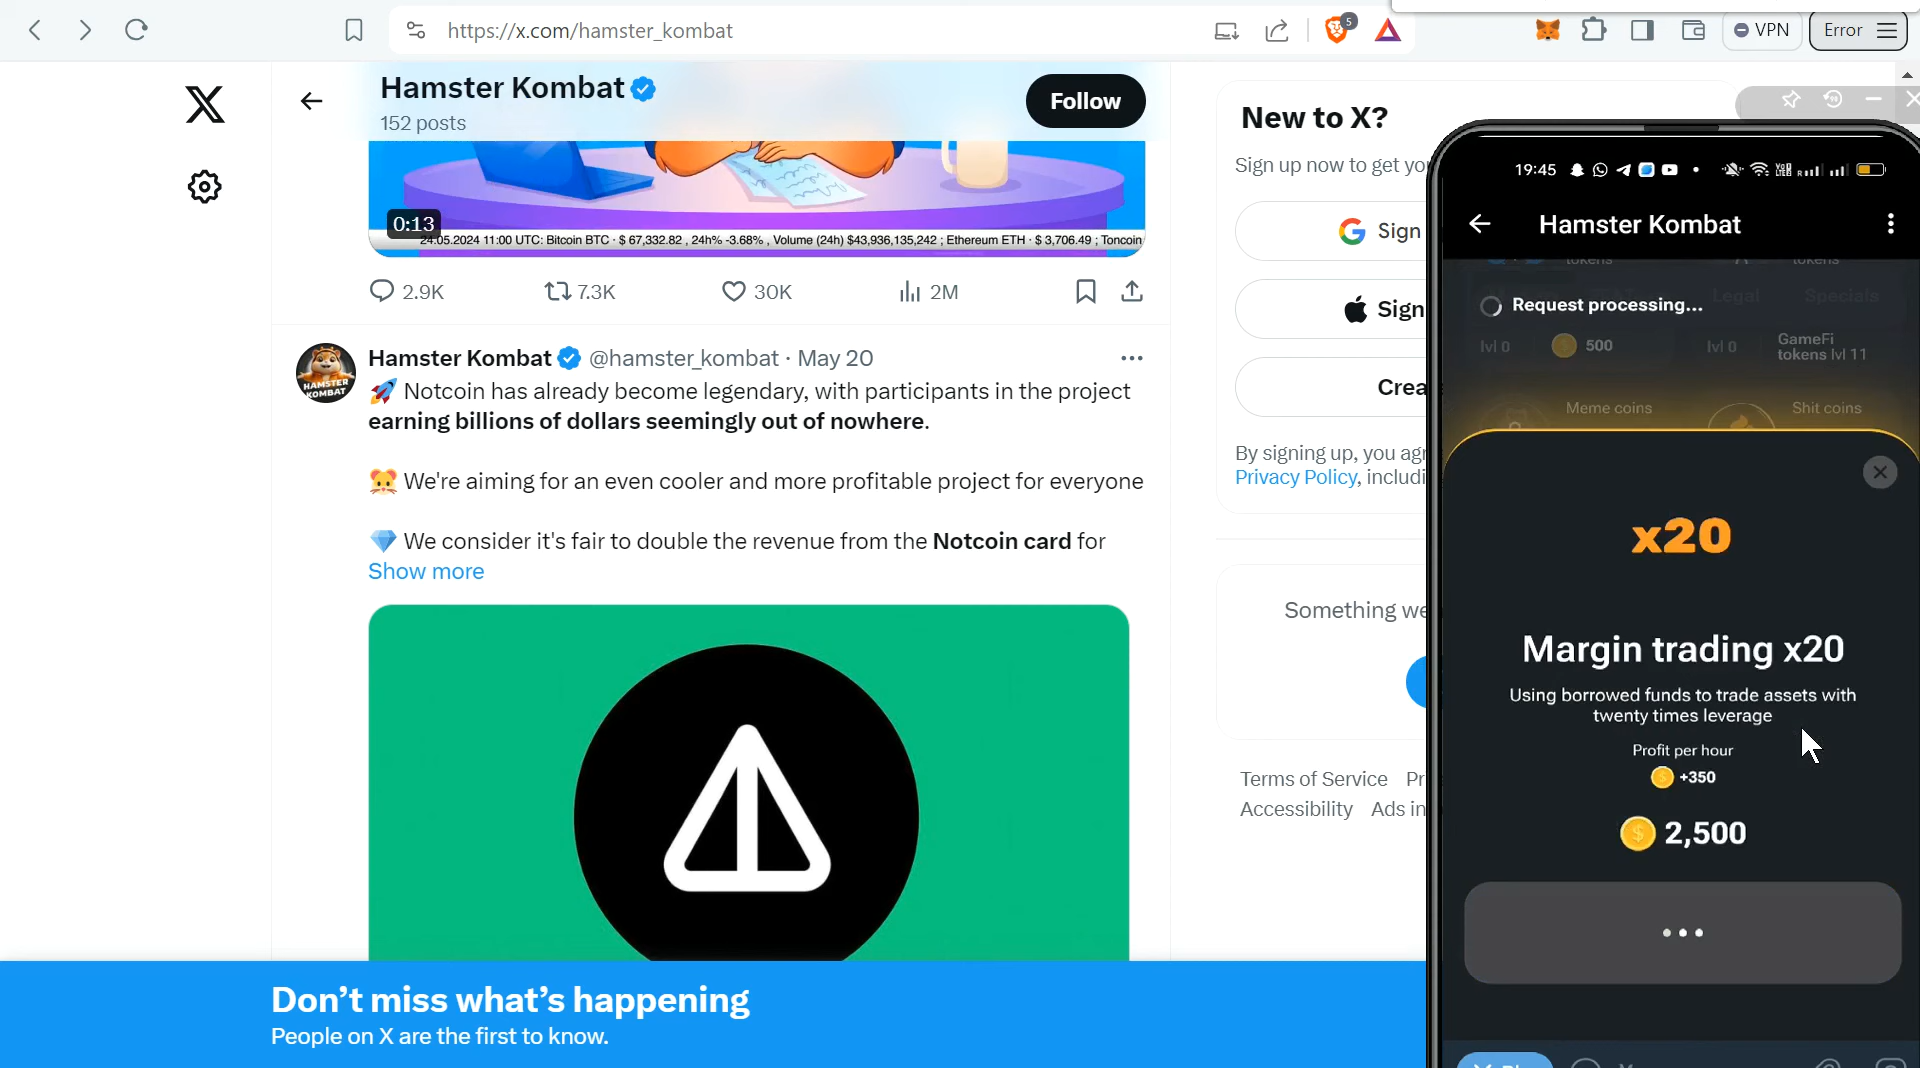 https://x.com/hamster_kombat
5
VPN
Error
Hamster Kombat
152 posts
Follow
0:13
24.05.2024 11:00 UTC: Bitcoin BTC · $ 67,332.82 , 24h% -3.68% , Volume (24h) $43,936,135,242 ; Ethereum ETH · $ 3,706.49 ; Toncoin
2.9K 7.3K 30K 2M
HAMSTER KOMBAT
Hamster Kombat @hamster_kombat · May 20
🚀 Notcoin has already become legendary, with participants in the project
earning billions of dollars seemingly out of nowhere.
🐹 We're aiming for an even cooler and more profitable project for everyone
💎 We consider it's fair to double the revenue from the Notcoin card for
Show more
New to X?
Sign up now to get
Sign
Sign
By signing up, you
Privacy Policy,
Something
Terms of Service
Accessibility Ads
Don’t miss what’s happening
People on X are the first to know.
19:45
Hamster Kombat
tokens tokens
Legal Specials
Request processing...
lvl 0 500
lvl 0 GameFi
tokens lvl 11
Meme coins Shit coins
x20
Margin trading x20
Using borrowed funds to trade assets with
twenty times leverage
Profit per hour
+350
2,500